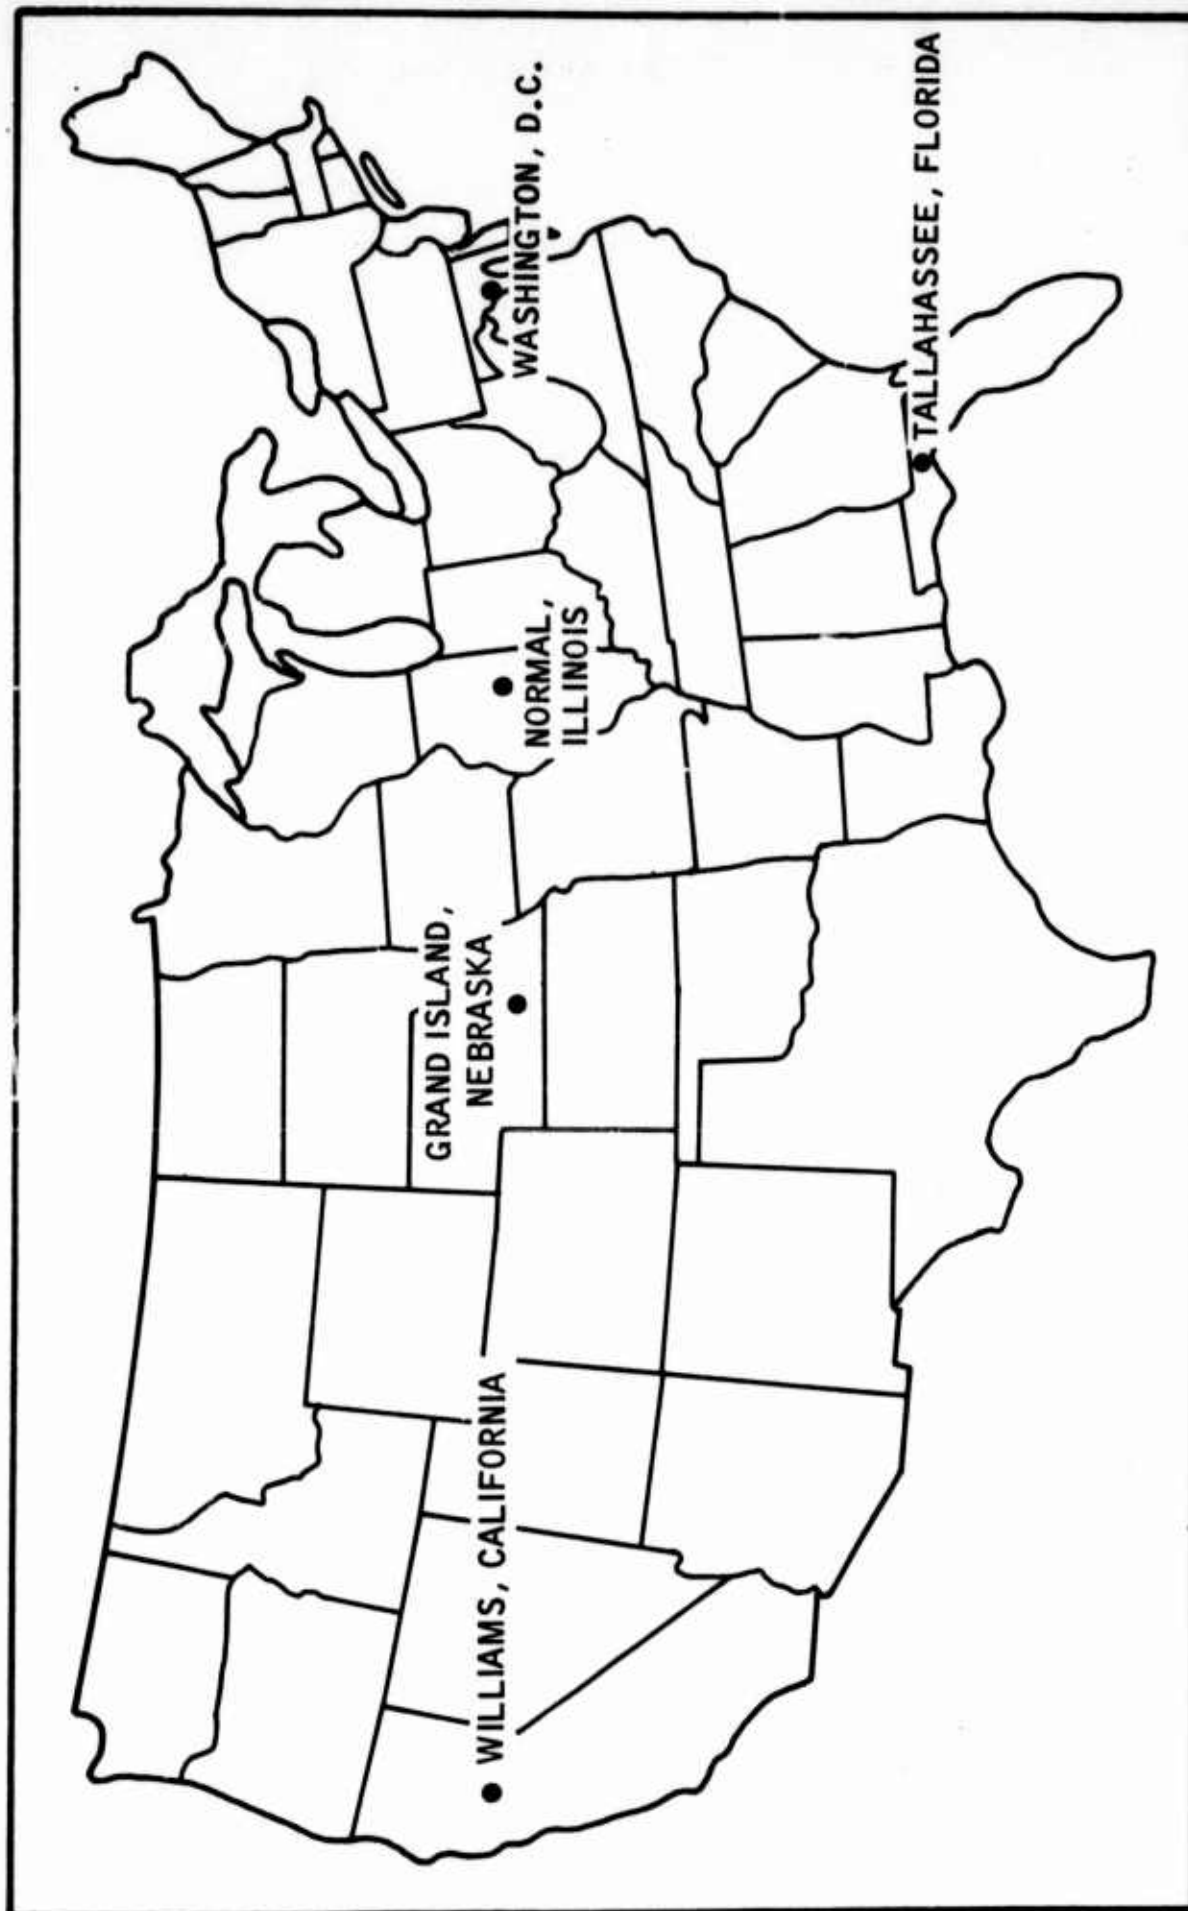 WILLIAMS, CALIFORNIA
GRAND ISLAND,
NEBRASKA
NORMAL,
ILLINOIS
WASHINGTON, D.C.
TALLAHASSEE, FLORIDA